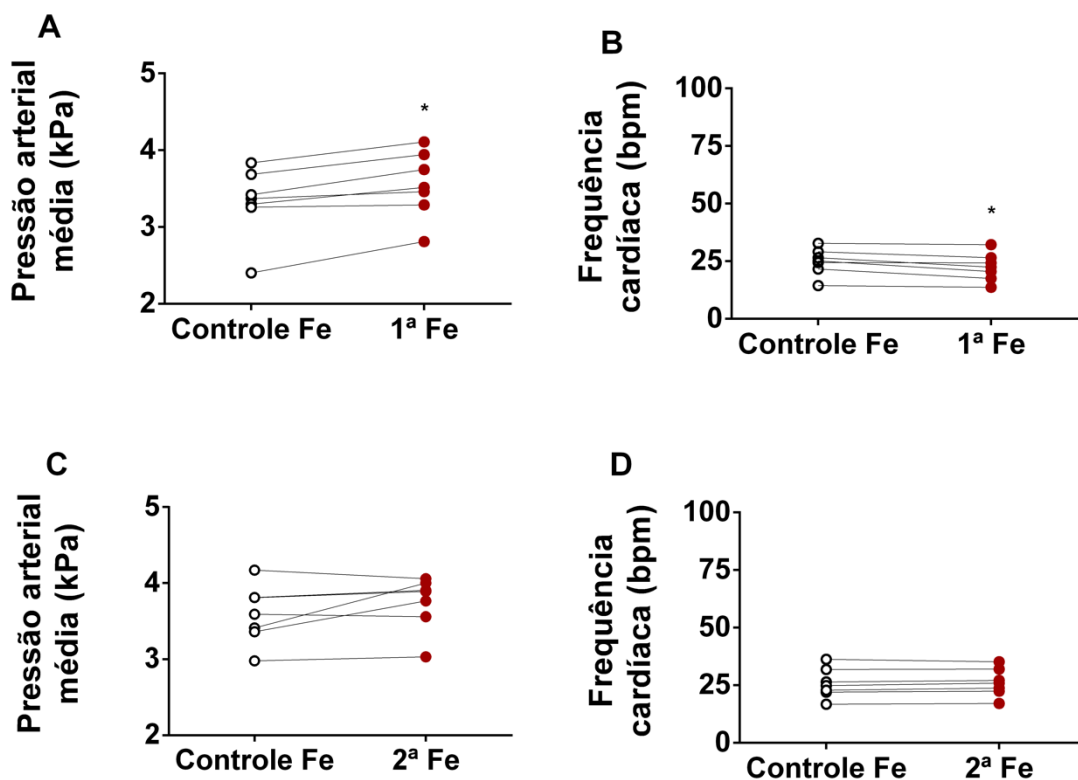 A
Pressão arterial
média (kPa)
5
4
3
2
*
Controle Fe
1ª Fe
B
Frequência
cardíaca (bpm)
100
75
50
25
0
*
Controle Fe
1ª Fe
C
Pressão arterial
média (kPa)
5
4
3
2
Controle Fe
2ª Fe
D
Frequência
cardíaca (bpm)
100
75
50
25
0
Controle Fe
2ª Fe